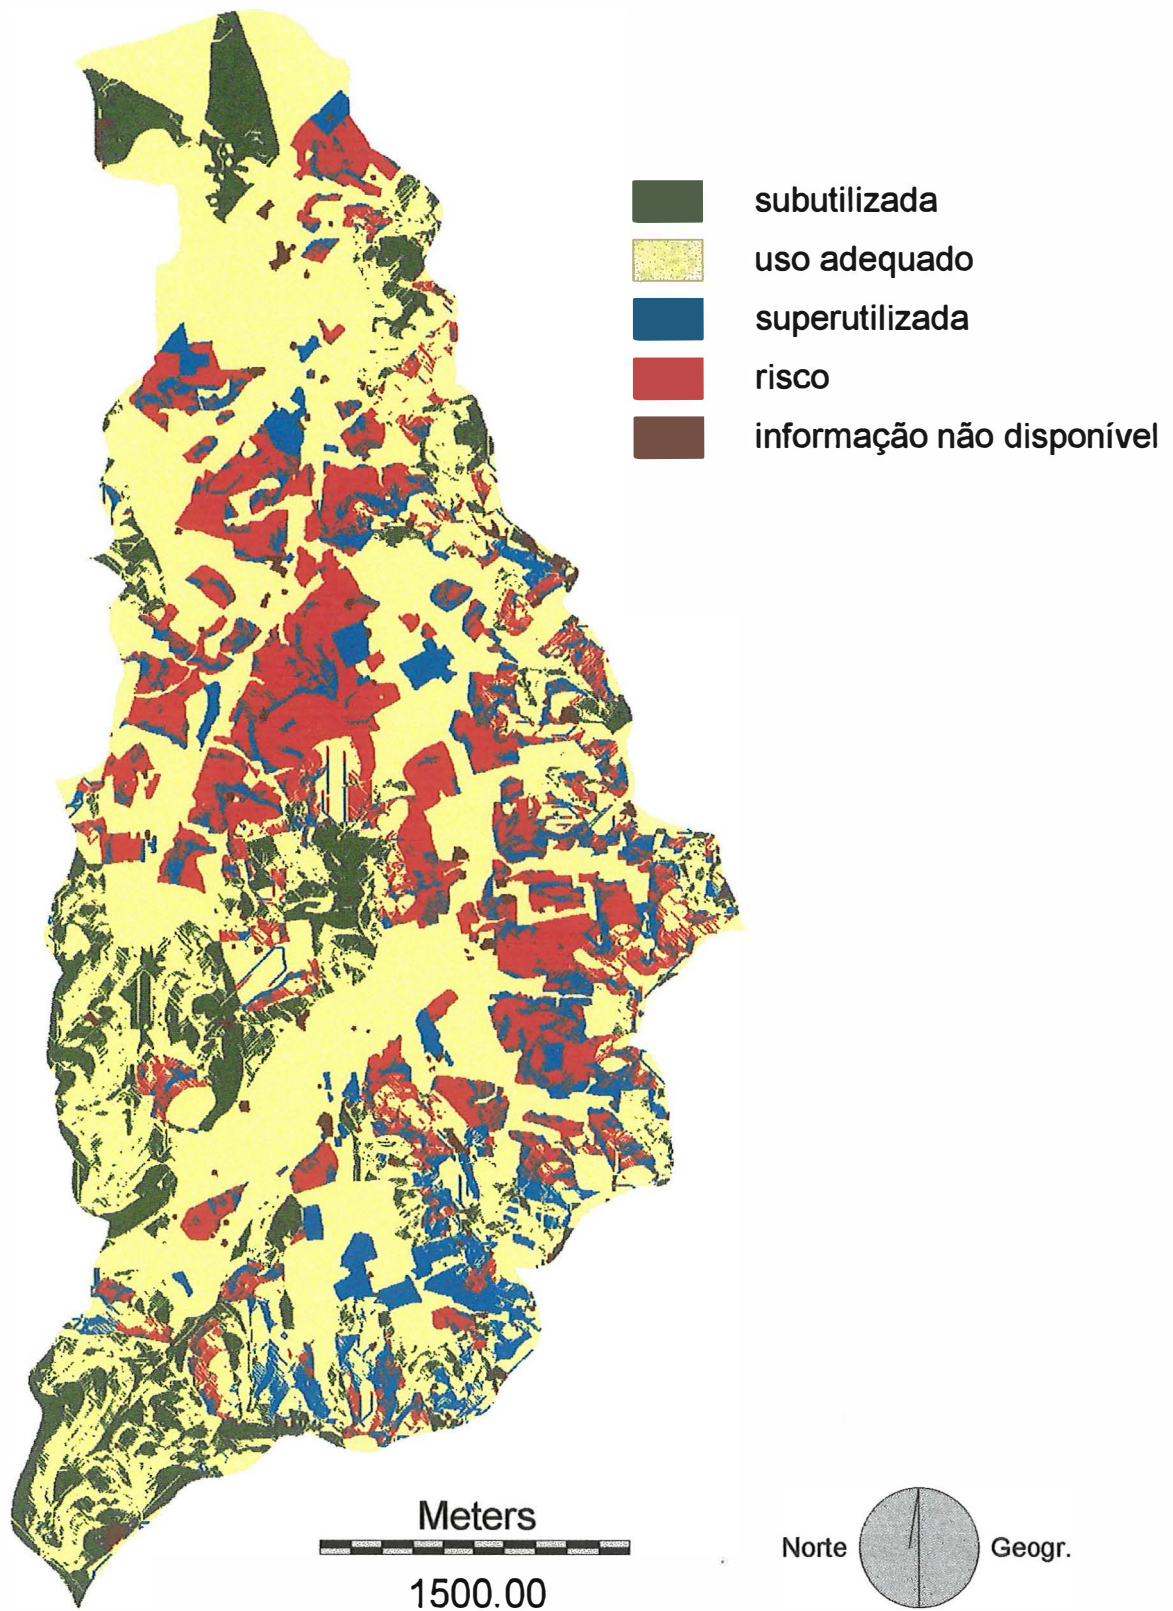 subutilizada
uso adequado
superutilizada
risco
informação não disponível
Meters
1500.00
Norte
Geogr.